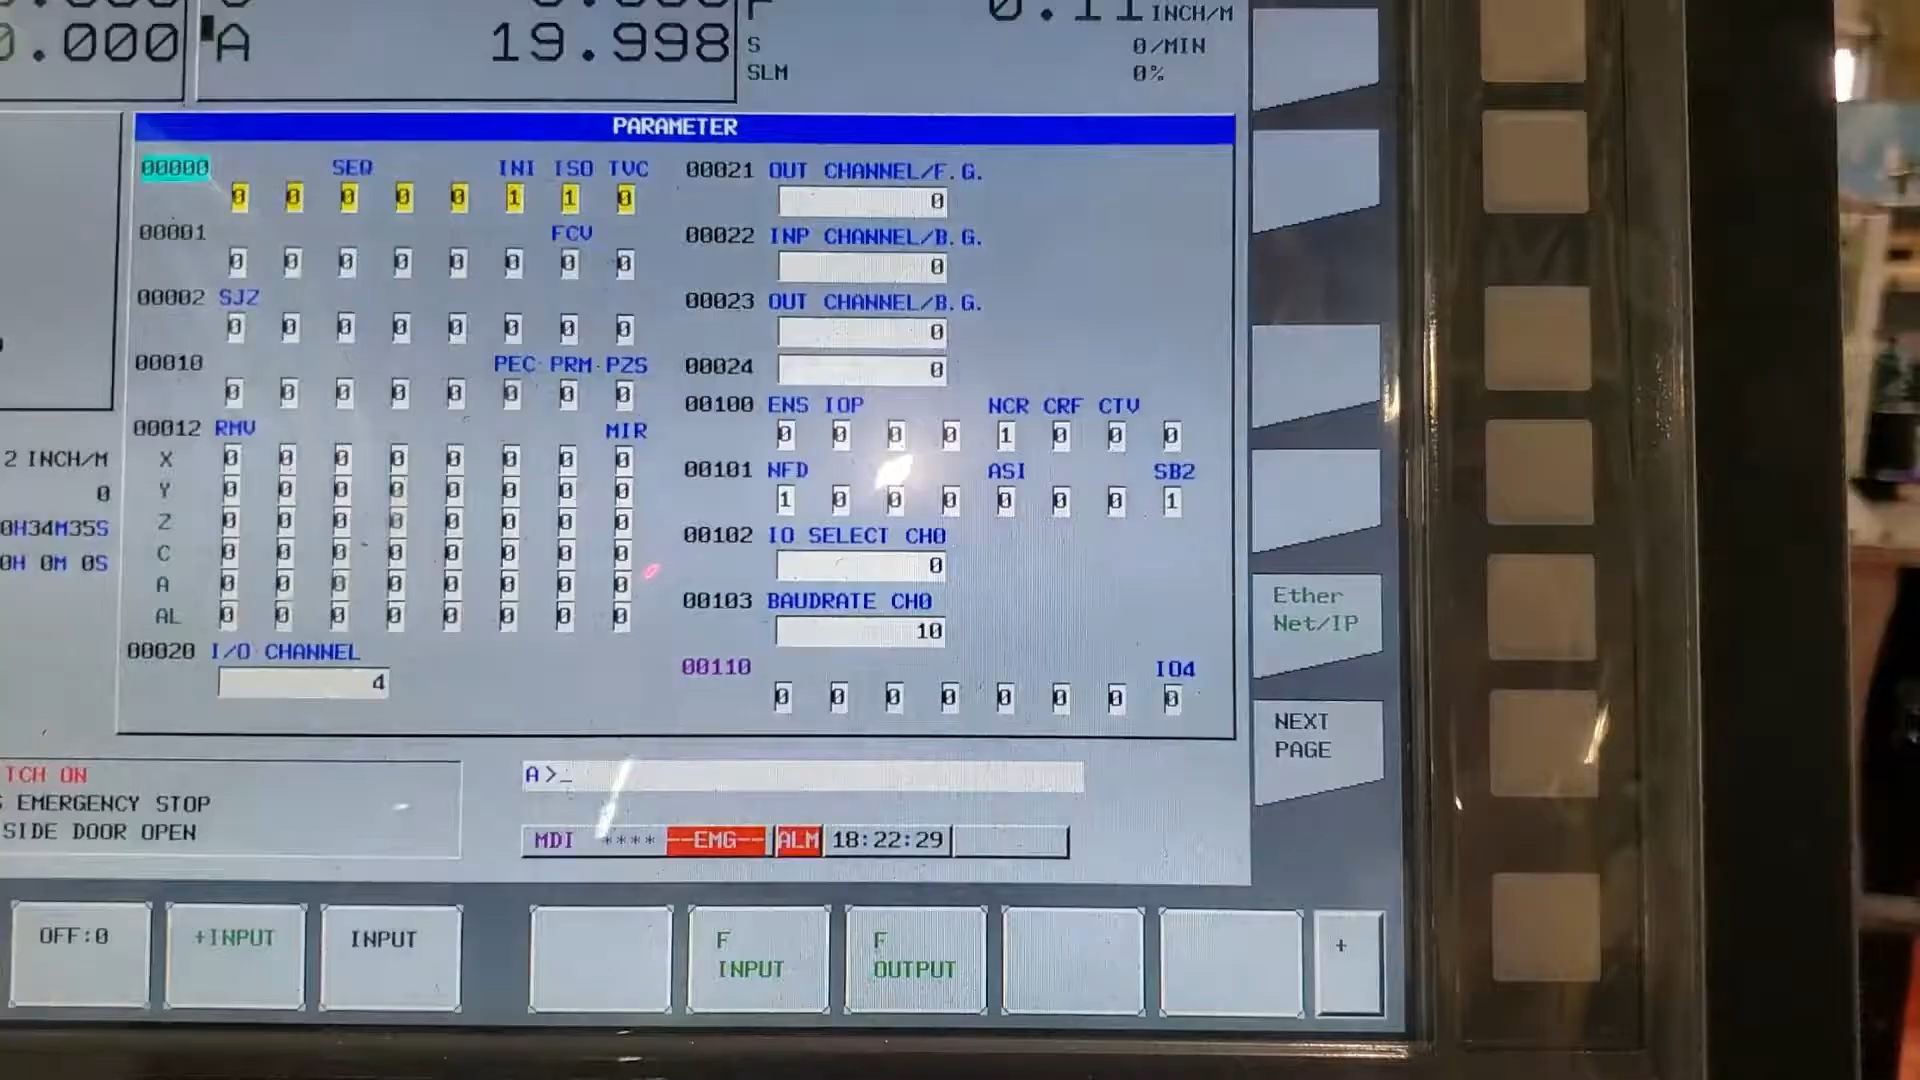 A 19.998
INCH/M
S 0/MIN
SLM 0%
PARAMETER
00000 SEQ INI ISO TVC
0 0 0 0 0 1 1 0
00001 FCV
0 0 0 0 0 0 0 0
00002 SJZ
0 0 0 0 0 0 0 0
00010 PEC PRM PZS
0 0 0 0 0 0 0 0
00012 RMV MIR
X 0 0 0 0 0 0 0 0
Y 0 0 0 0 0 0 0 0
Z 0 0 0 0 0 0 0 0
C 0 0 0 0 0 0 0 0
A 0 0 0 0 0 0 0 0
AL 0 0 0 0 0 0 0 0
00020 I/O CHANNEL
4
00021 OUT CHANNEL/F.G.
0
00022 INP CHANNEL/B.G.
0
00023 OUT CHANNEL/B.G.
0
00024
0
00100 ENS IOP NCR CRF CTV
0 0 0 0 1 0 0 0
00101 NFD ASI SB2
1 0 0 0 0 0 0 1
00102 IO SELECT CH0
0
00103 BAUDRATE CH0
10
00110 IO4
0 0 0 0 0 0 0 0
2 INCH/M
0
0H34M35S
0H 0M 0S
TCH ON
S EMERGENCY STOP
SIDE DOOR OPEN
A>_
MDI **** --EMG-- ALM 18:22:29
Ether
Net/IP
NEXT
PAGE
OFF:0
+INPUT
INPUT
F
INPUT
F
OUTPUT
+